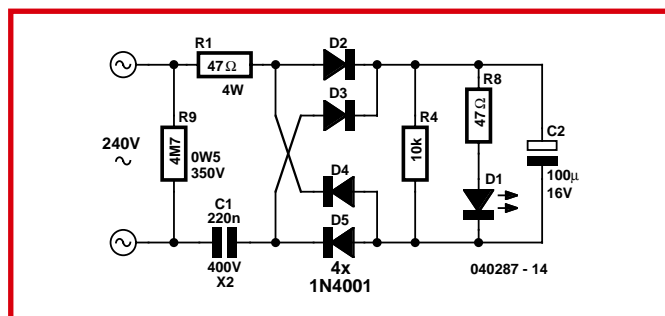 R1
47Ω
4W
D2
D3
R8
47Ω
R9
4M7
0W5
350V
240V
~
R4
10k
C2
100µ
16V
D4
D1
C1
220n
400V
X2
D5
4x
1N4001
040287 - 14